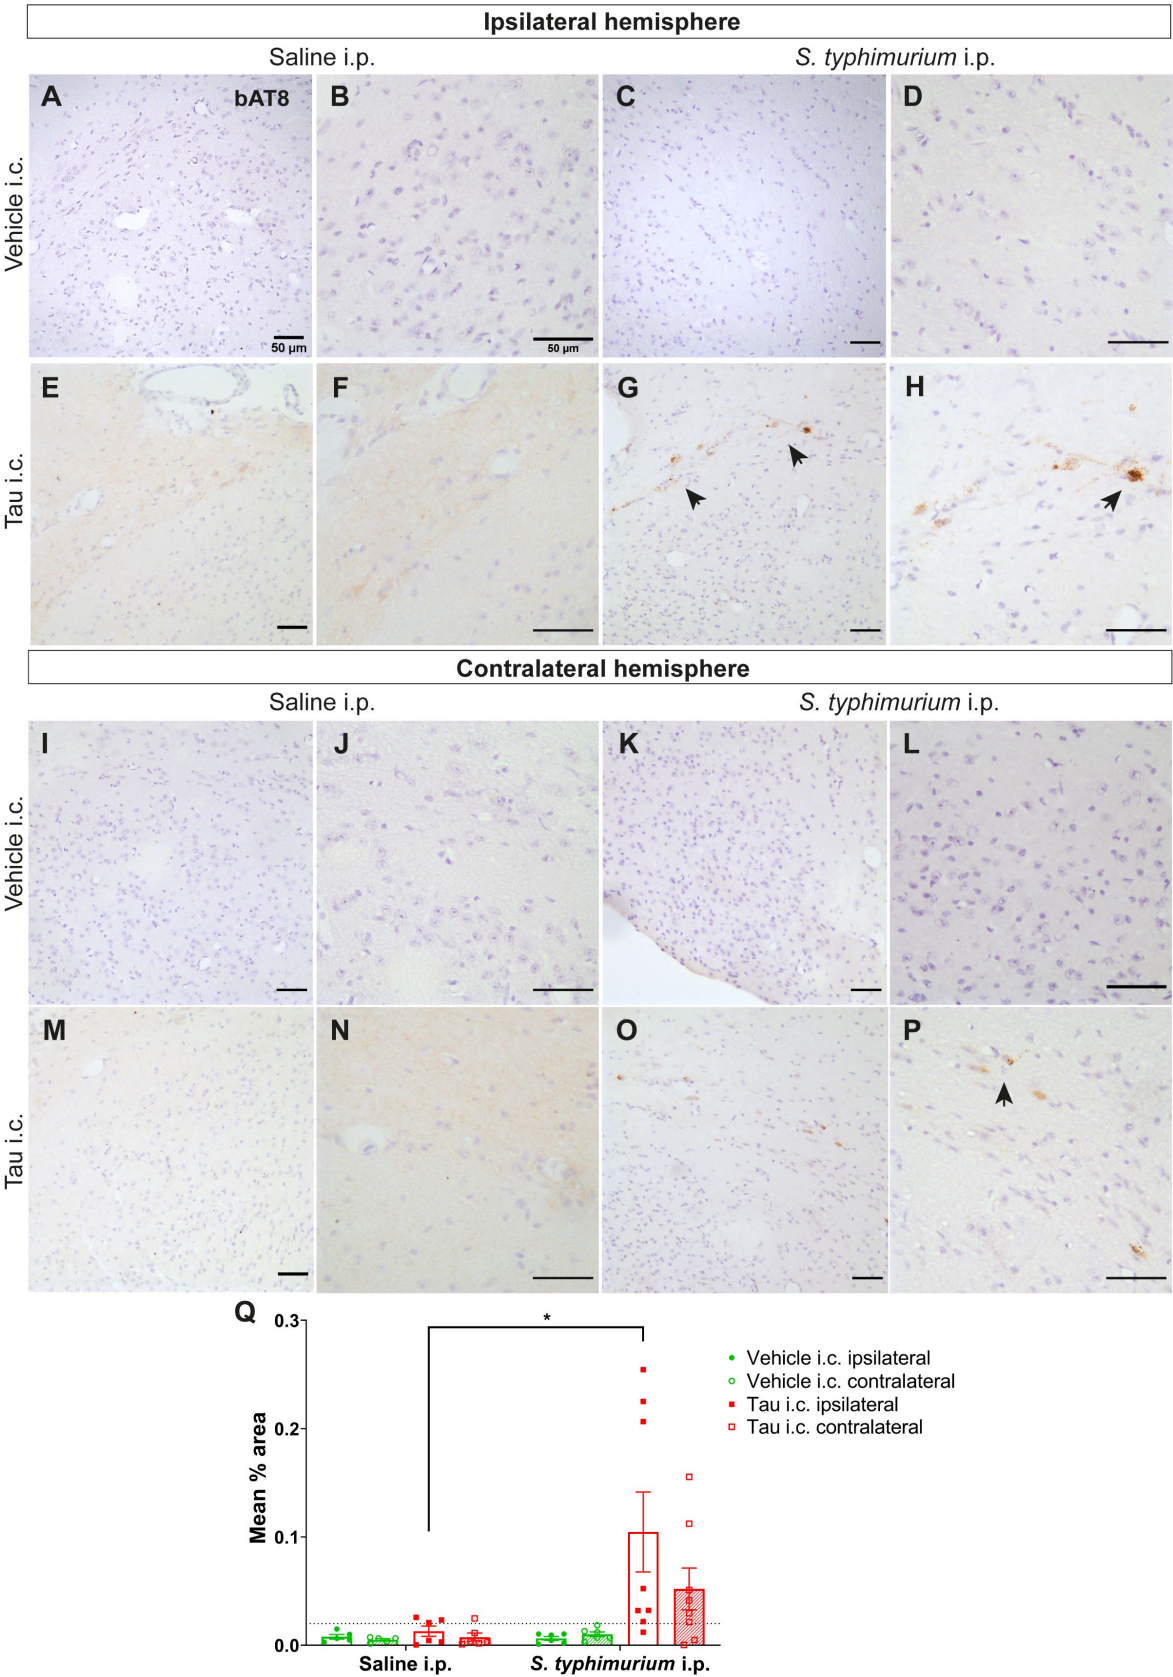 Ipsilateral hemisphere
Saline i.p. S. typhimurium i.p.
Vehicle i.c.
A bAT8 B C D
50 µm 50 µm
Tau i.c.
E F G H
Contralateral hemisphere
Saline i.p. S. typhimurium i.p.
Vehicle i.c.
I J K L
Tau i.c.
M N O P
Q
Mean % area
0.3
0.2
0.1
0.0
*
Vehicle i.c. ipsilateral
Vehicle i.c. contralateral
Tau i.c. ipsilateral
Tau i.c. contralateral
Saline i.p. S. typhimurium i.p.